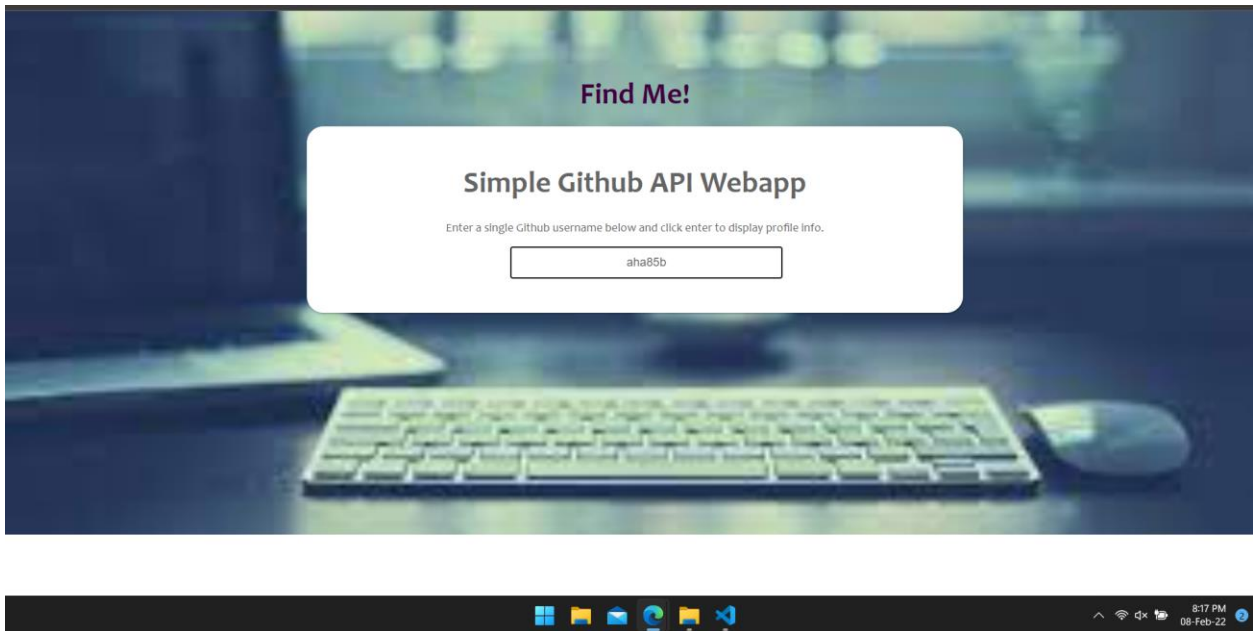 Find Me!
Simple Github API Webapp
Enter a single Github username below and click enter to display profile info.
aha85b
8:17 PM
08-Feb-22
2